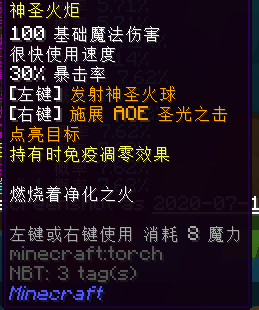 神圣火炬
100 基础魔法伤害
很快使用速度
30% 暴击率
[左键] 发射神圣火球
[右键] 施展 AOE 圣光之击
点亮目标
持有时免疫凋零效果
燃烧着净化之火
2020-07-1
左键或右键使用 消耗 8 魔力
minecraft:torch
NBT: 3 tag(s)
Minecraft